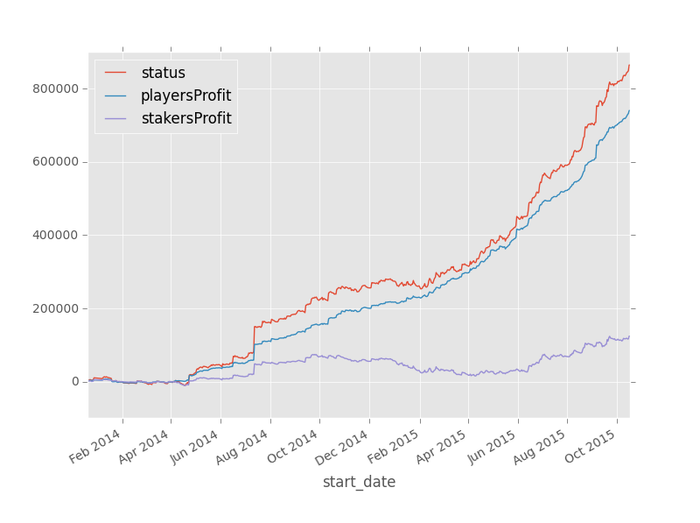 status
playersProfit
stakersProfit
800000
600000
400000
200000
0
Feb 2014
Apr 2014
Jun 2014
Aug 2014
Oct 2014
Dec 2014
Feb 2015
Apr 2015
Jun 2015
Aug 2015
Oct 2015
start_date